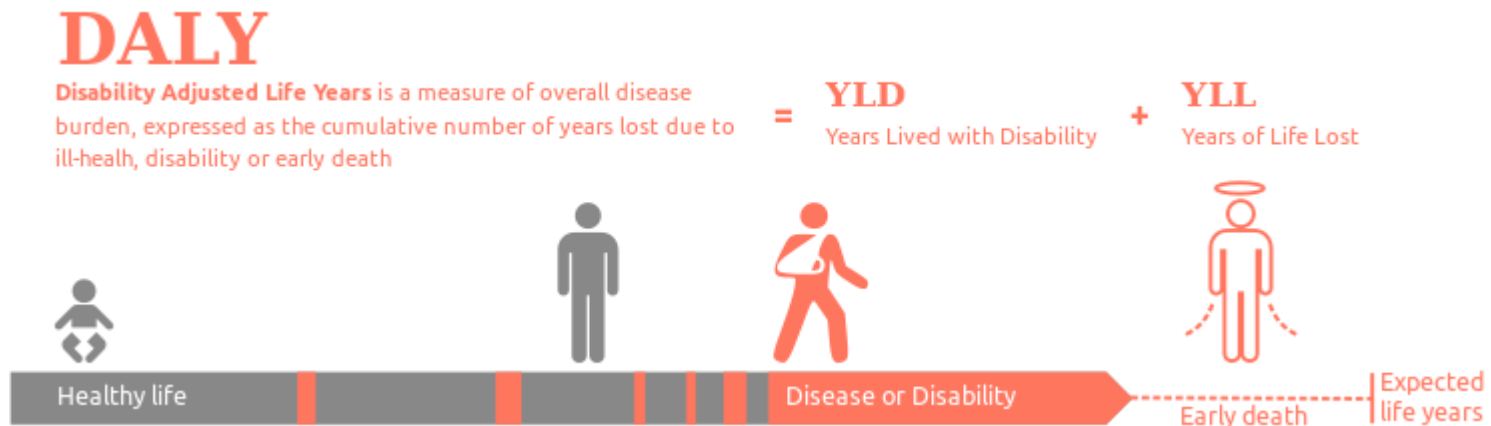 DALY
Disability Adjusted Life Years is a measure of overall disease
burden, expressed as the cumulative number of years lost due to
ill-healh, disability or early death
=
YLD
Years Lived with Disability
+
YLL
Years of Life Lost
Healthy life
Disease or Disability
Early death
Expected
life years